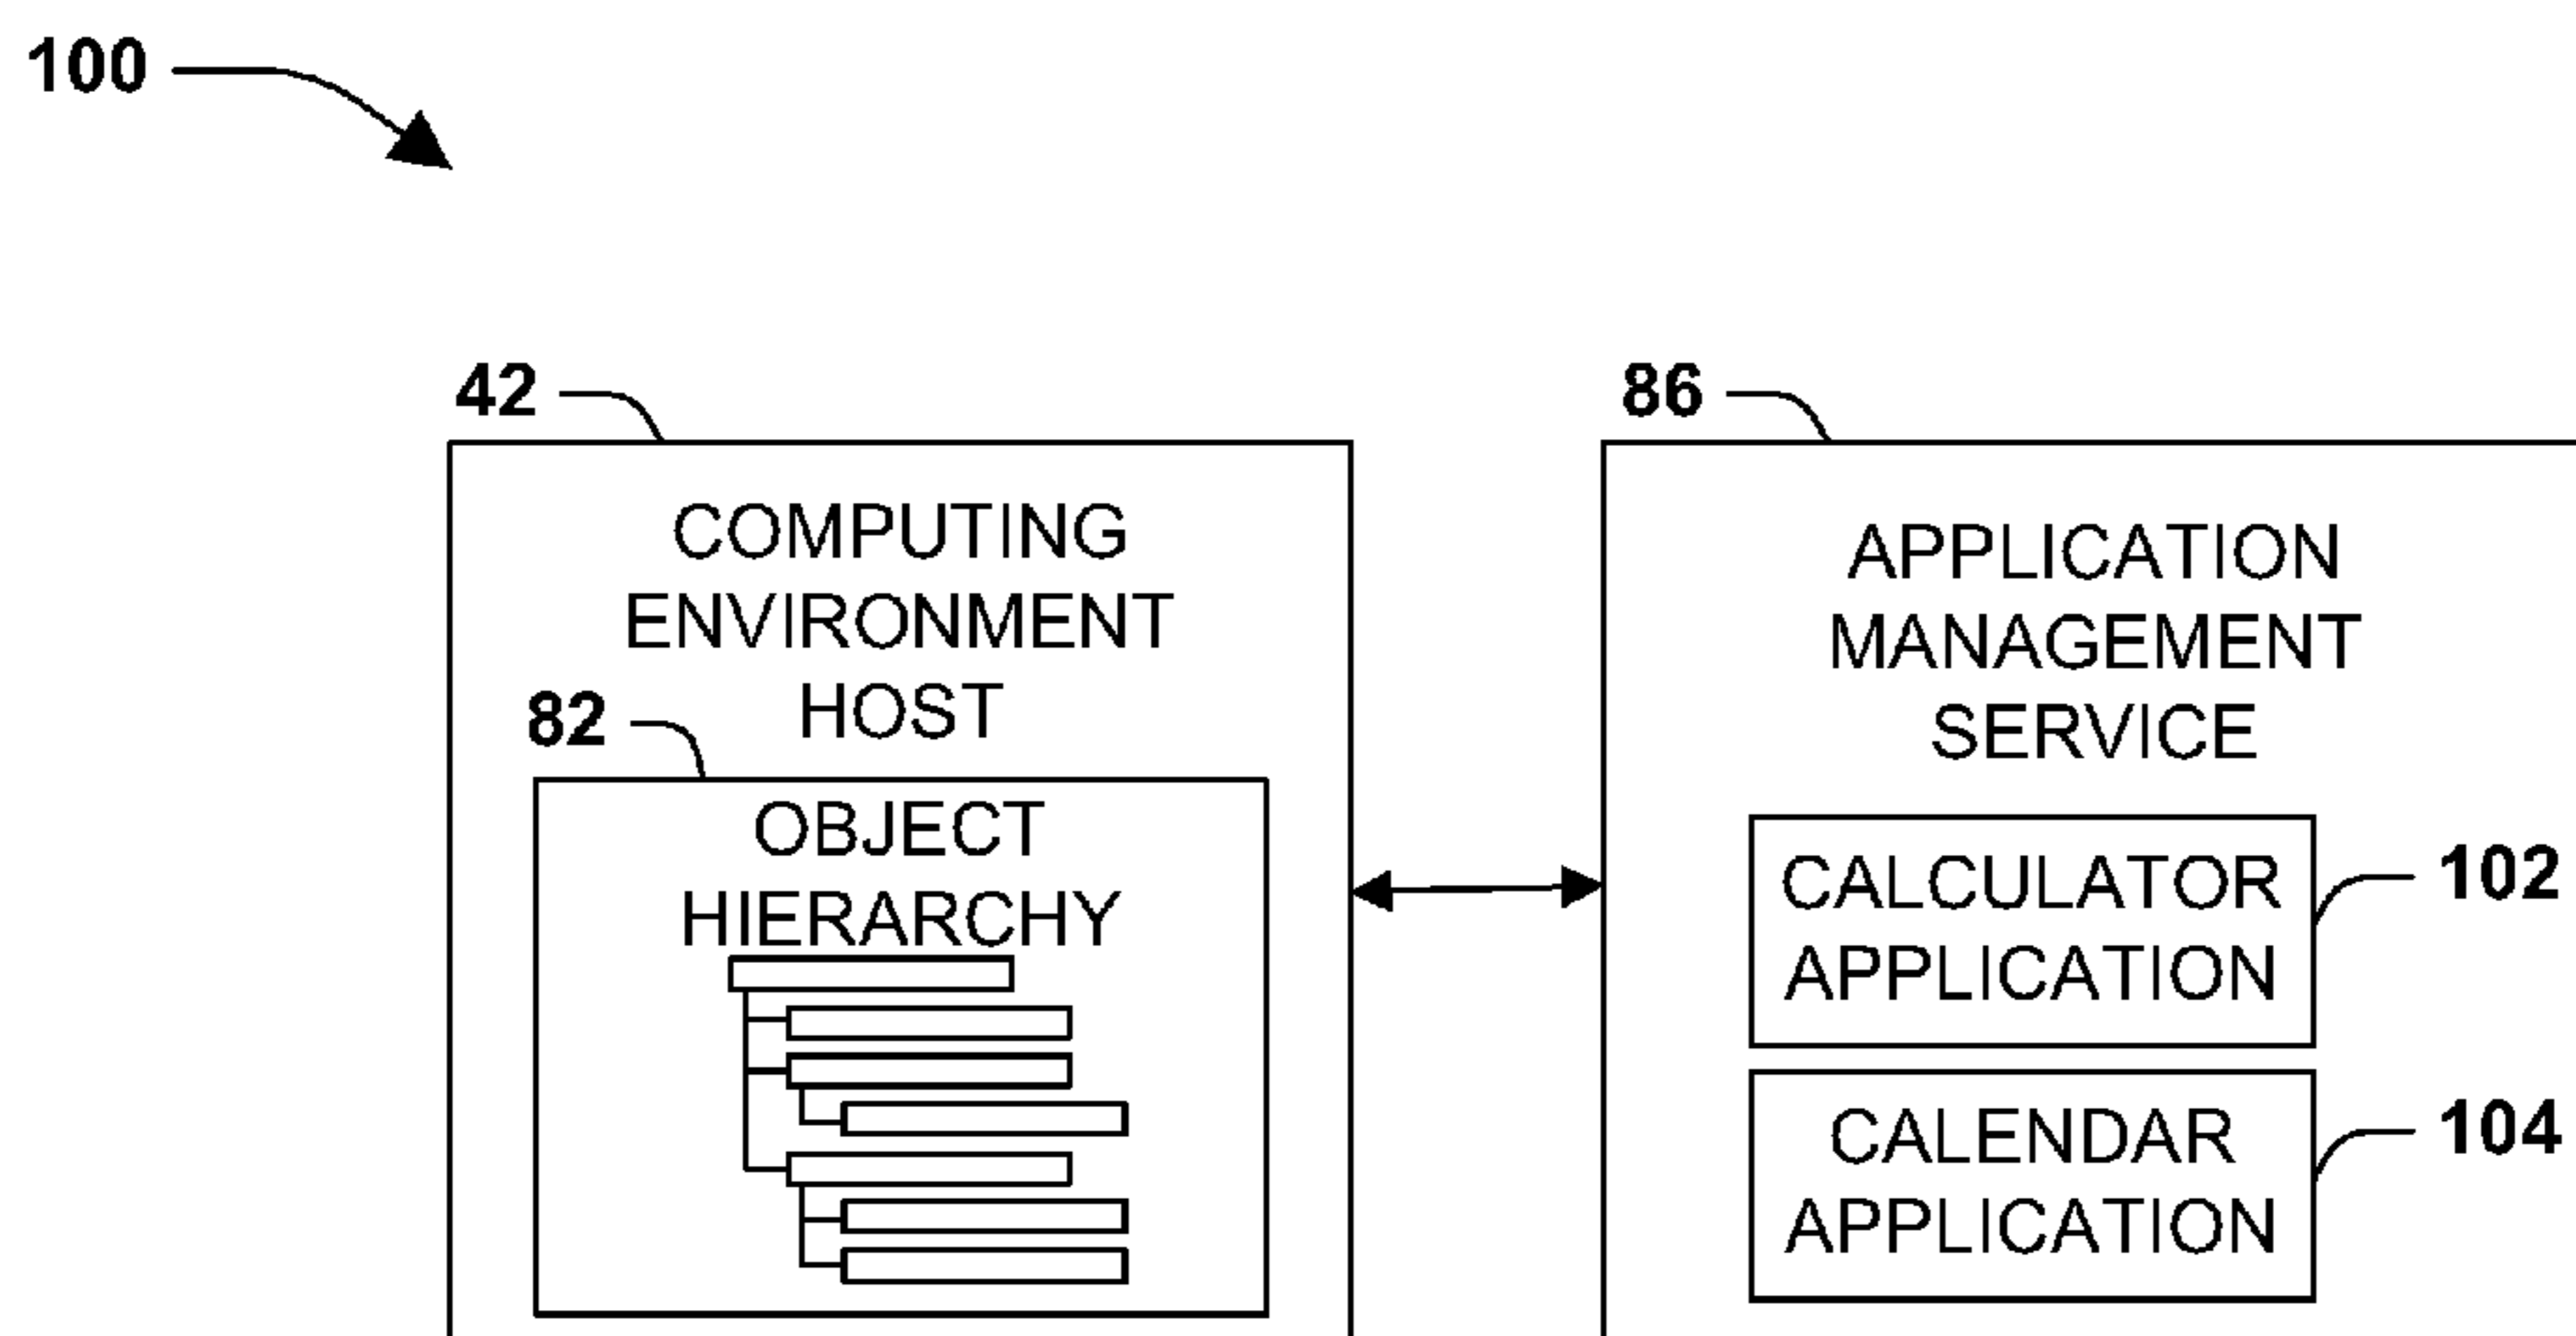 100
42
COMPUTING
ENVIRONMENT
HOST
82
OBJECT
HIERARCHY
86
APPLICATION
MANAGEMENT
SERVICE
CALCULATOR
APPLICATION
102
CALENDAR
APPLICATION
104